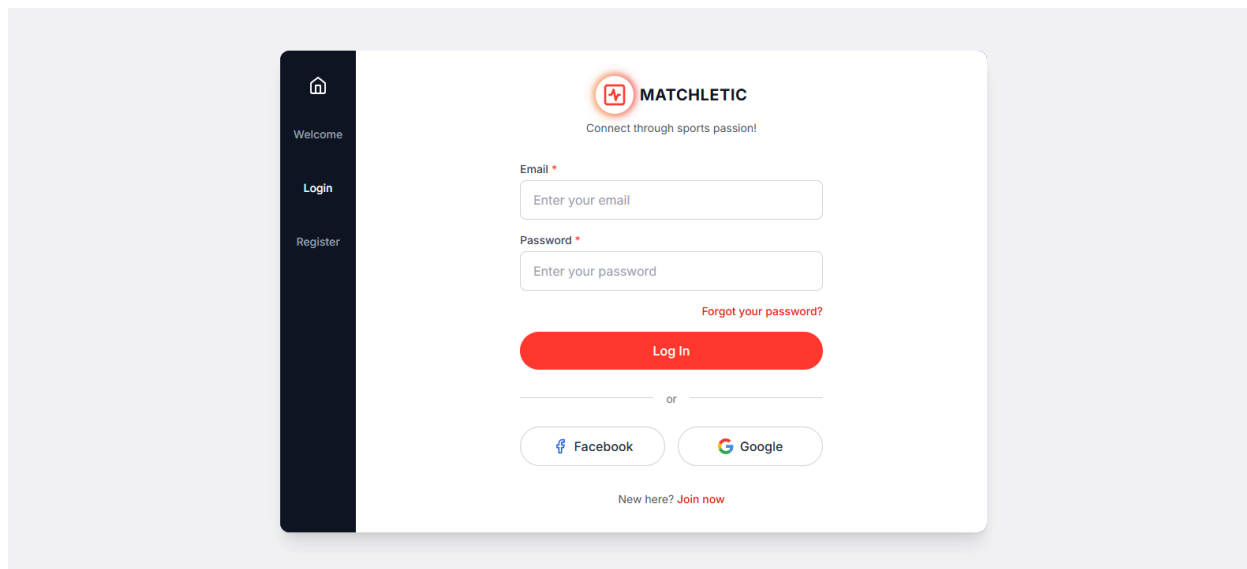 Welcome
Login
Register
MATCHLETIC
Connect through sports passion!
Email *
Enter your email
Password *
Enter your password
Forgot your password?
Log In
or
Facebook
Google
New here? Join now